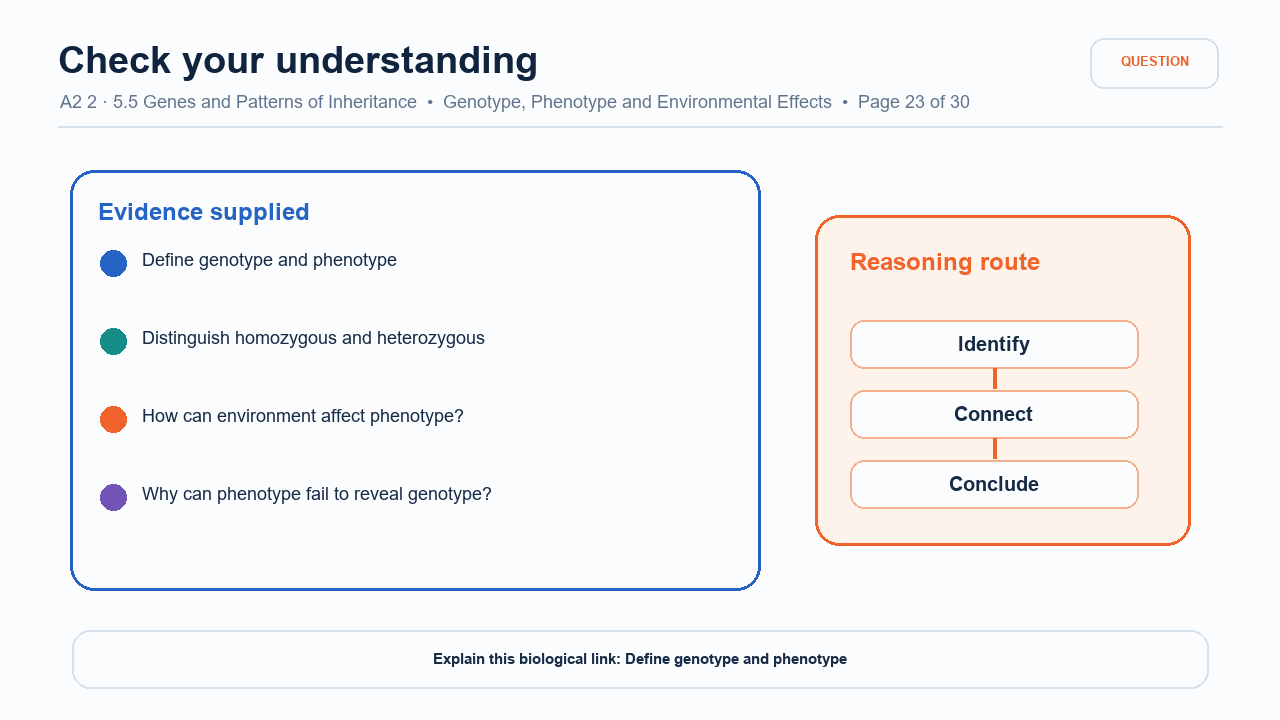 Check your understanding
QUESTION
A2 2 · 5.5 Genes and Patterns of Inheritance • Genotype, Phenotype and Environmental Effects • Page 23 of 30
Evidence supplied
Define genotype and phenotype
Distinguish homozygous and heterozygous
How can environment affect phenotype?
Why can phenotype fail to reveal genotype?
Reasoning route
Identify
Connect
Conclude
Explain this biological link: Define genotype and phenotype